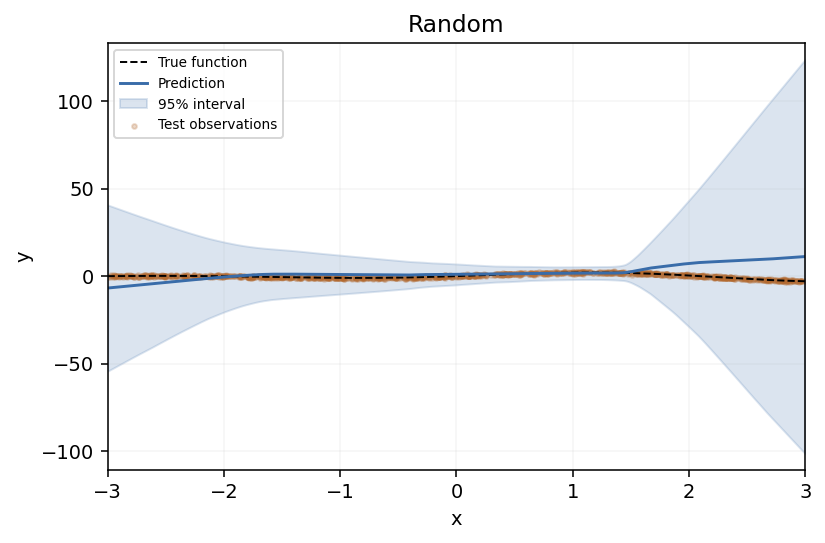 Random
True function
Prediction
95% interval
Test observations
100
50
0
−50
−100
y
−3
−2
−1
0
1
2
3
x